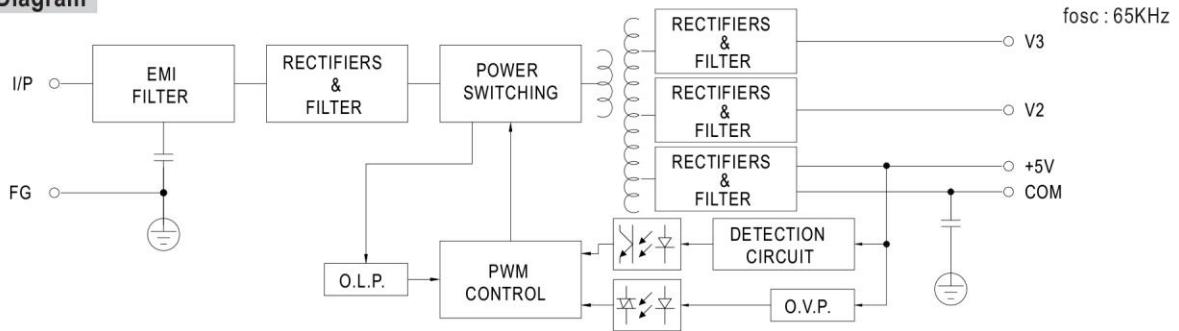 Diagram
fosc : 65KHz
I/P
EMI
FILTER
RECTIFIERS
&
FILTER
POWER
SWITCHING
RECTIFIERS
&
FILTER
V3
RECTIFIERS
&
FILTER
V2
RECTIFIERS
&
FILTER
+5V
COM
FG
O.L.P.
PWM
CONTROL
DETECTION
CIRCUIT
O.V.P.